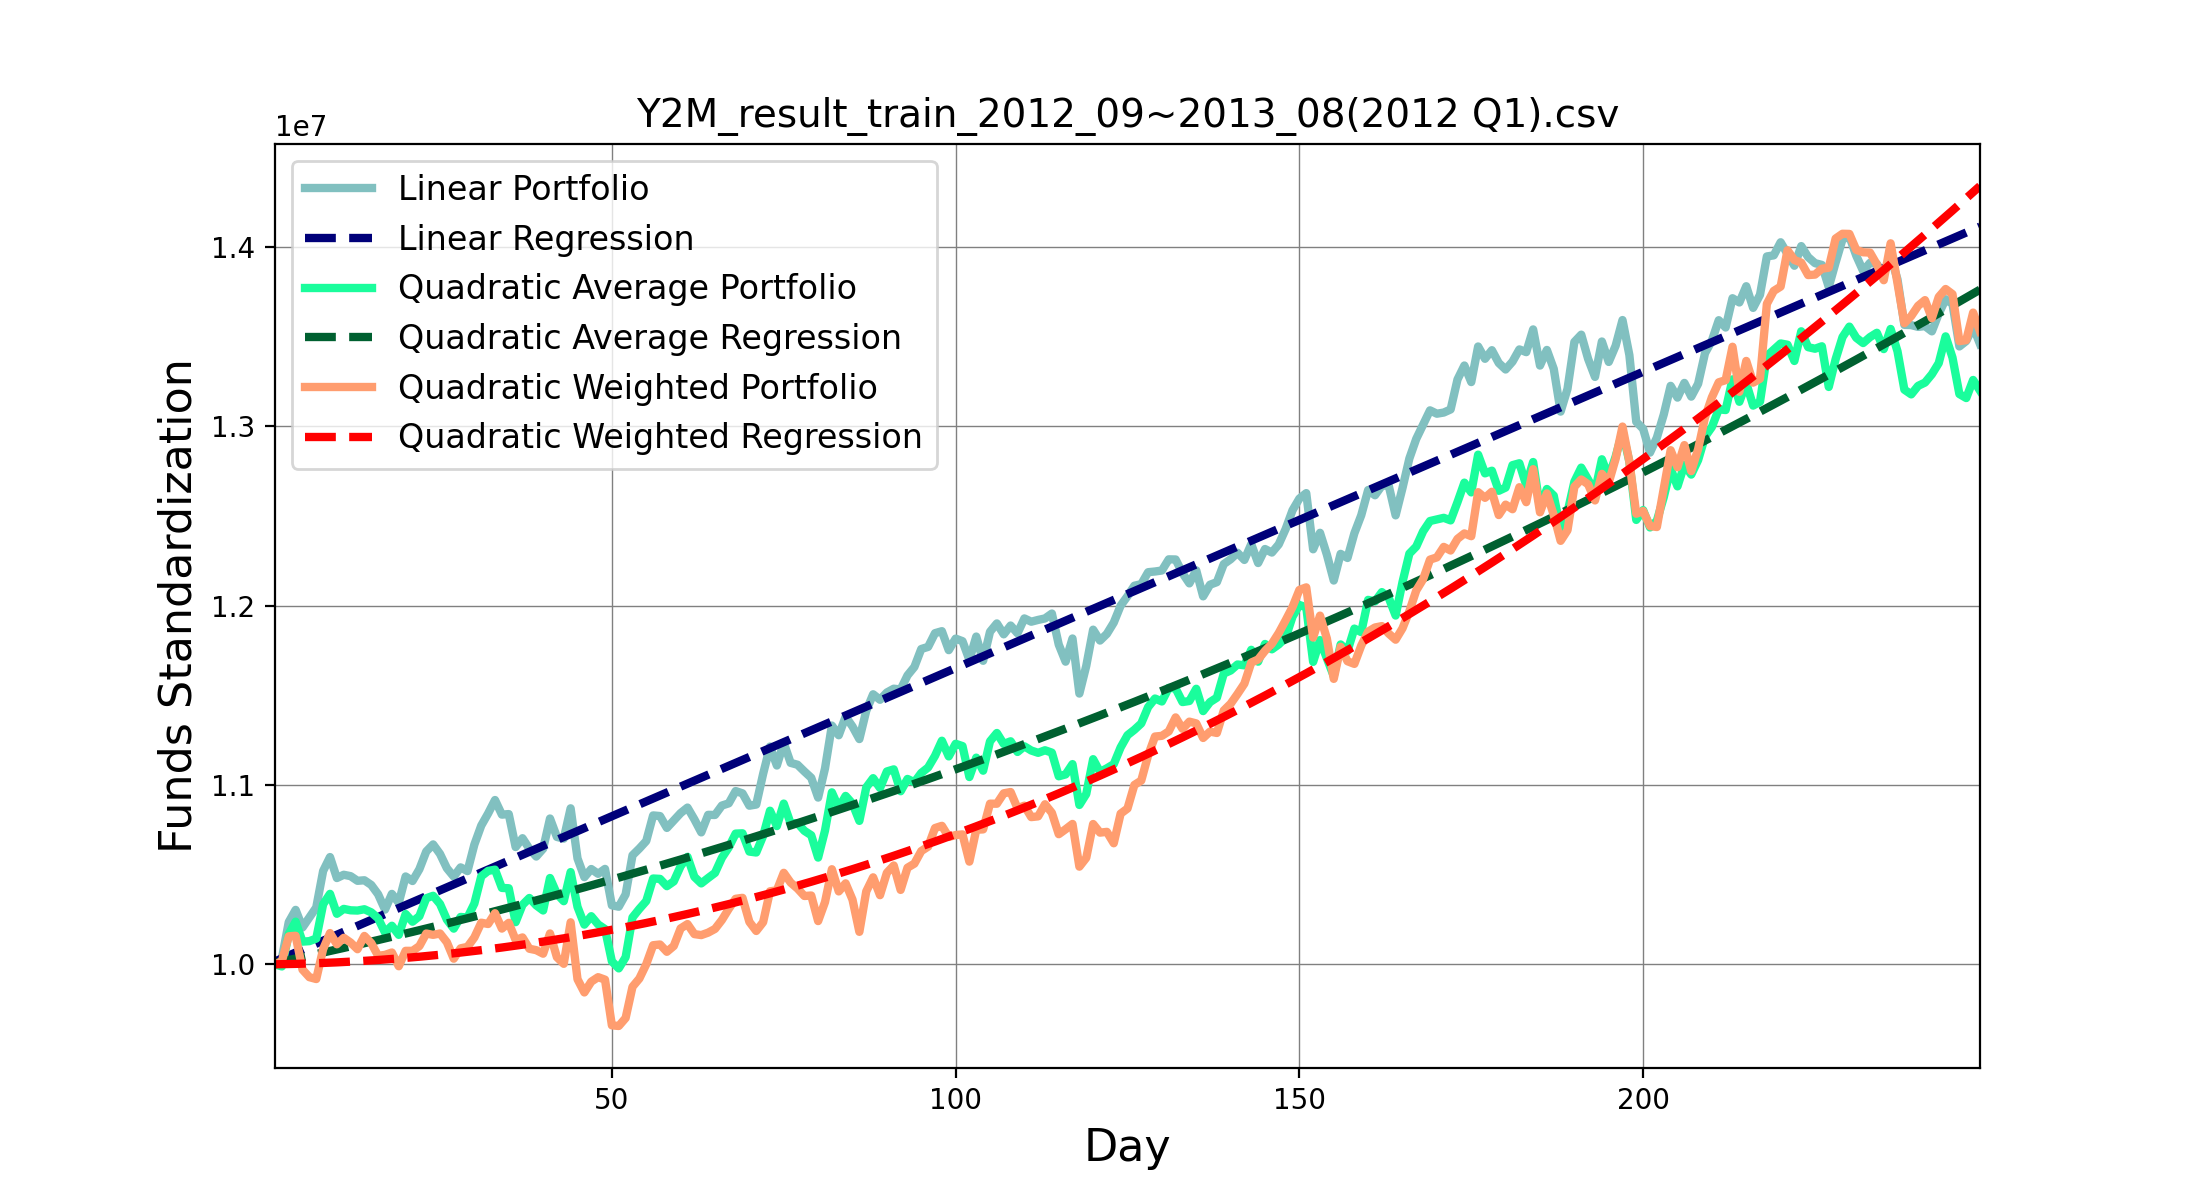 Y2M_result_train_2012_09~2013_08(2012 Q1).csv
1e7
Linear Portfolio
Linear Regression
Quadratic Average Portfolio
Quadratic Average Regression
Quadratic Weighted Portfolio
Quadratic Weighted Regression
Funds Standardization
1.4
1.3
1.2
1.1
1.0
50
100
150
200
Day